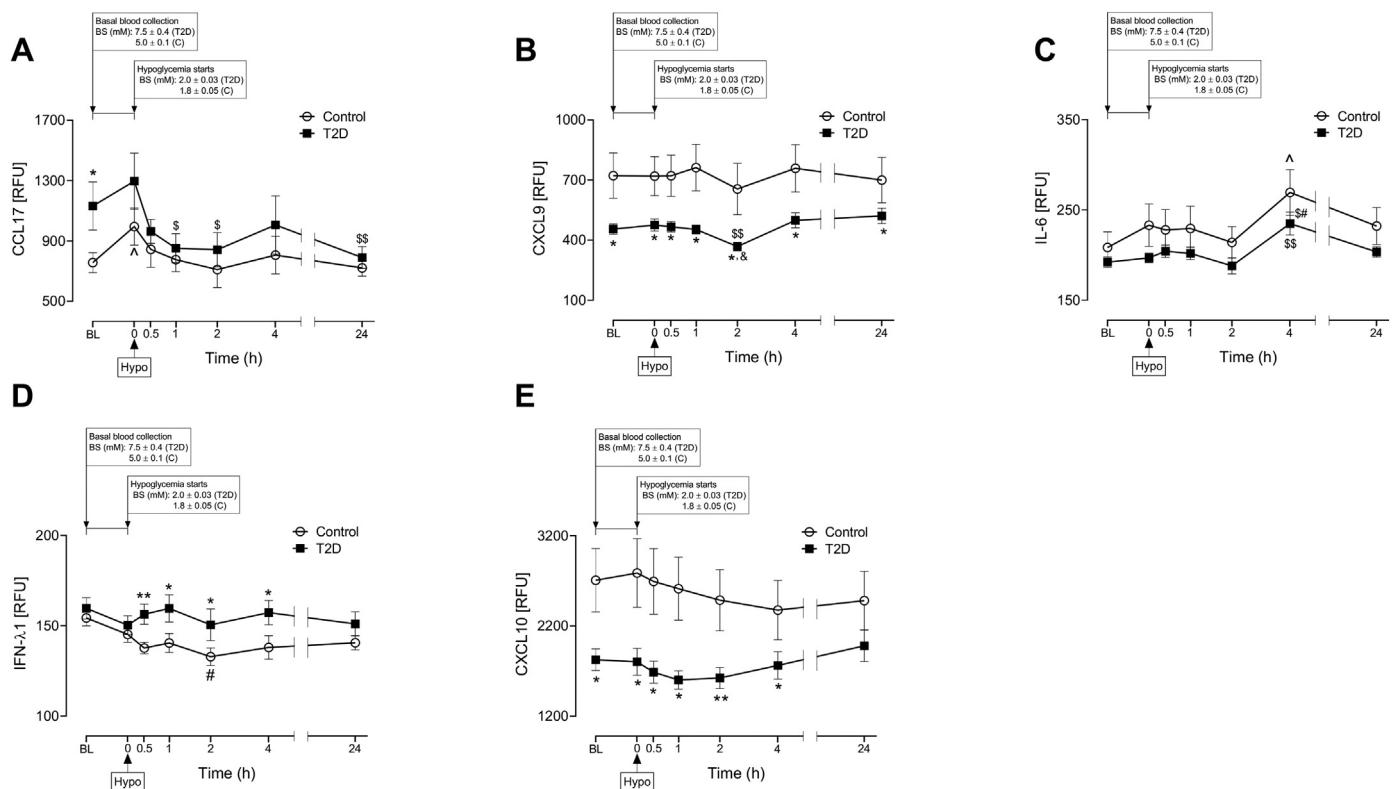 A
Basal blood collection
BS (mM): 7.5 ± 0.4 (T2D)
5.0 ± 0.1 (C)
Hypoglycemia starts
BS (mM): 2.0 ± 0.03 (T2D)
1.8 ± 0.05 (C)
Control
T2D
CCL17 [RFU]
1700
1300
900
500
*
^
$
$
$$
BL
0
0.5
1
2
4
24
Time (h)
Hypo
B
Basal blood collection
BS (mM): 7.5 ± 0.4 (T2D)
5.0 ± 0.1 (C)
Hypoglycemia starts
BS (mM): 2.0 ± 0.03 (T2D)
1.8 ± 0.05 (C)
Control
T2D
CXCL9 [RFU]
1000
700
400
100
*
*
*
*
$$
*,&
*
*
BL
0
0.5
1
2
4
24
Time (h)
Hypo
C
Basal blood collection
BS (mM): 7.5 ± 0.4 (T2D)
5.0 ± 0.1 (C)
Hypoglycemia starts
BS (mM): 2.0 ± 0.03 (T2D)
1.8 ± 0.05 (C)
Control
T2D
IL-6 [RFU]
350
250
150
^
$#
$$
BL
0
0.5
1
2
4
24
Time (h)
Hypo
D
Basal blood collection
BS (mM): 7.5 ± 0.4 (T2D)
5.0 ± 0.1 (C)
Hypoglycemia starts
BS (mM): 2.0 ± 0.03 (T2D)
1.8 ± 0.05 (C)
Control
T2D
IFN-λ1 [RFU]
200
150
100
**
*
*
*
#
BL
0
0.5
1
2
4
24
Time (h)
Hypo
E
Basal blood collection
BS (mM): 7.5 ± 0.4 (T2D)
5.0 ± 0.1 (C)
Hypoglycemia starts
BS (mM): 2.0 ± 0.03 (T2D)
1.8 ± 0.05 (C)
Control
T2D
CXCL10 [RFU]
3200
2200
1200
*
*
*
*
**
*
BL
0
0.5
1
2
4
24
Time (h)
Hypo